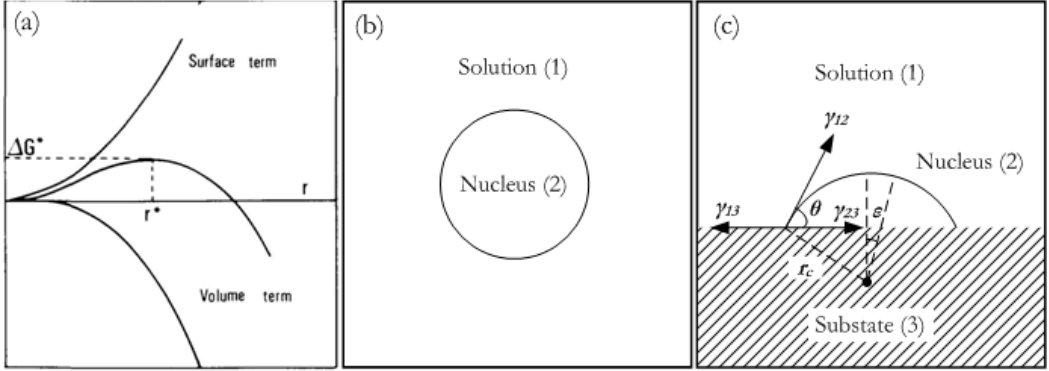 (a)
Surface term
ΔG*
r
r*
Volume term
(b)
Solution (1)
Nucleus (2)
(c)
Solution (1)
γ12
Nucleus (2)
γ13
θ
γ23
ε
rc
Substate (3)